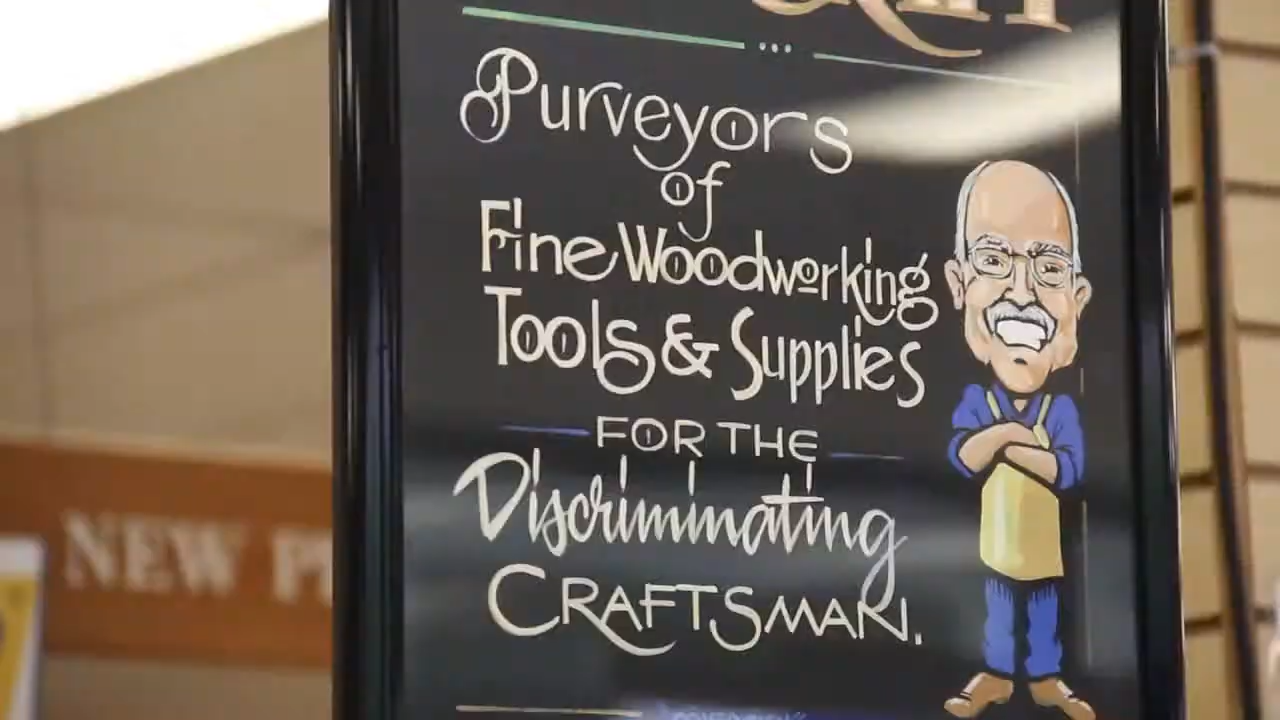 Purveyors
of
Fine Woodworking
Tools & Supplies
FOR THE
Discriminating
CRAFTSMAN.
NEW